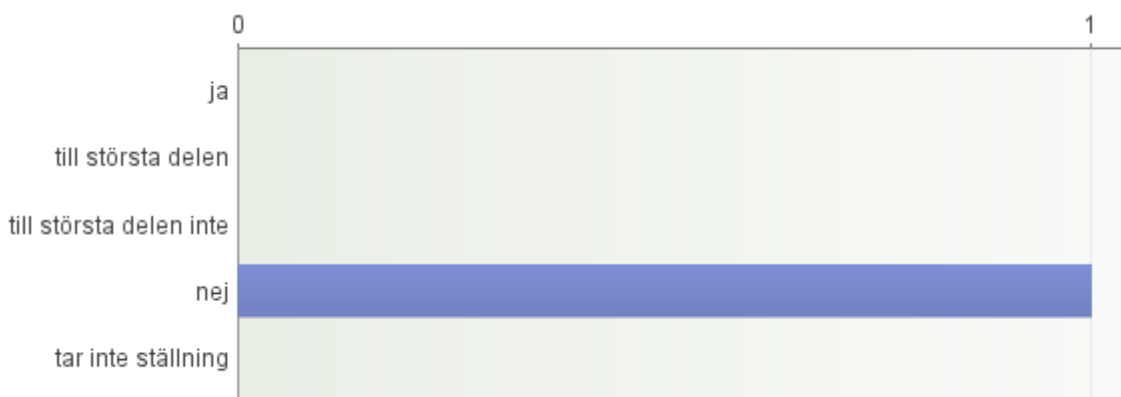 0 1
ja
till största delen
till största delen inte
nej
tar inte ställning